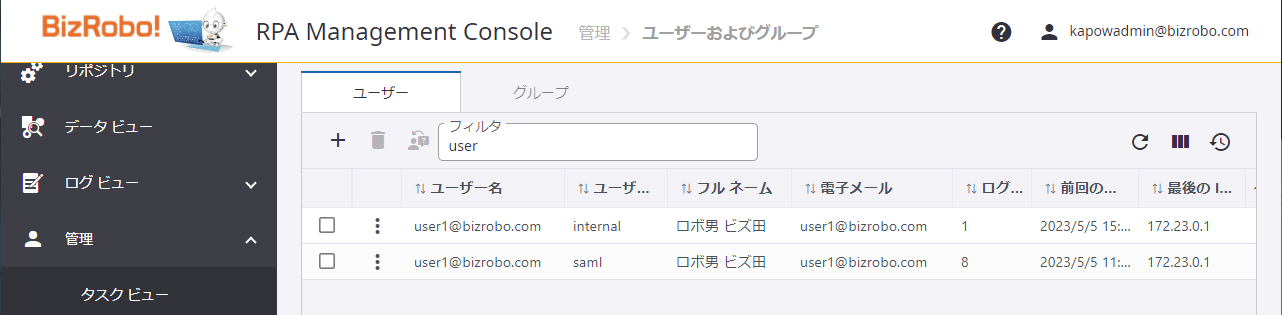 BizRobo!
RPA Management Console 管理 ユーザーおよびグループ kapowadmin@bizrobo.com
リポジトリ
データ ビュー
ログ ビュー
管理
タスク ビュー
ユーザー グループ
フィルタ
user
ユーザー名 ユーザ... フル ネーム 電子メール ログ... 前回の... 最後の I...
user1@bizrobo.com internal ロボ男 ビズ田 user1@bizrobo.com 1 2023/5/5 15:... 172.23.0.1
user1@bizrobo.com saml ロボ男 ビズ田 user1@bizrobo.com 8 2023/5/5 11:... 172.23.0.1